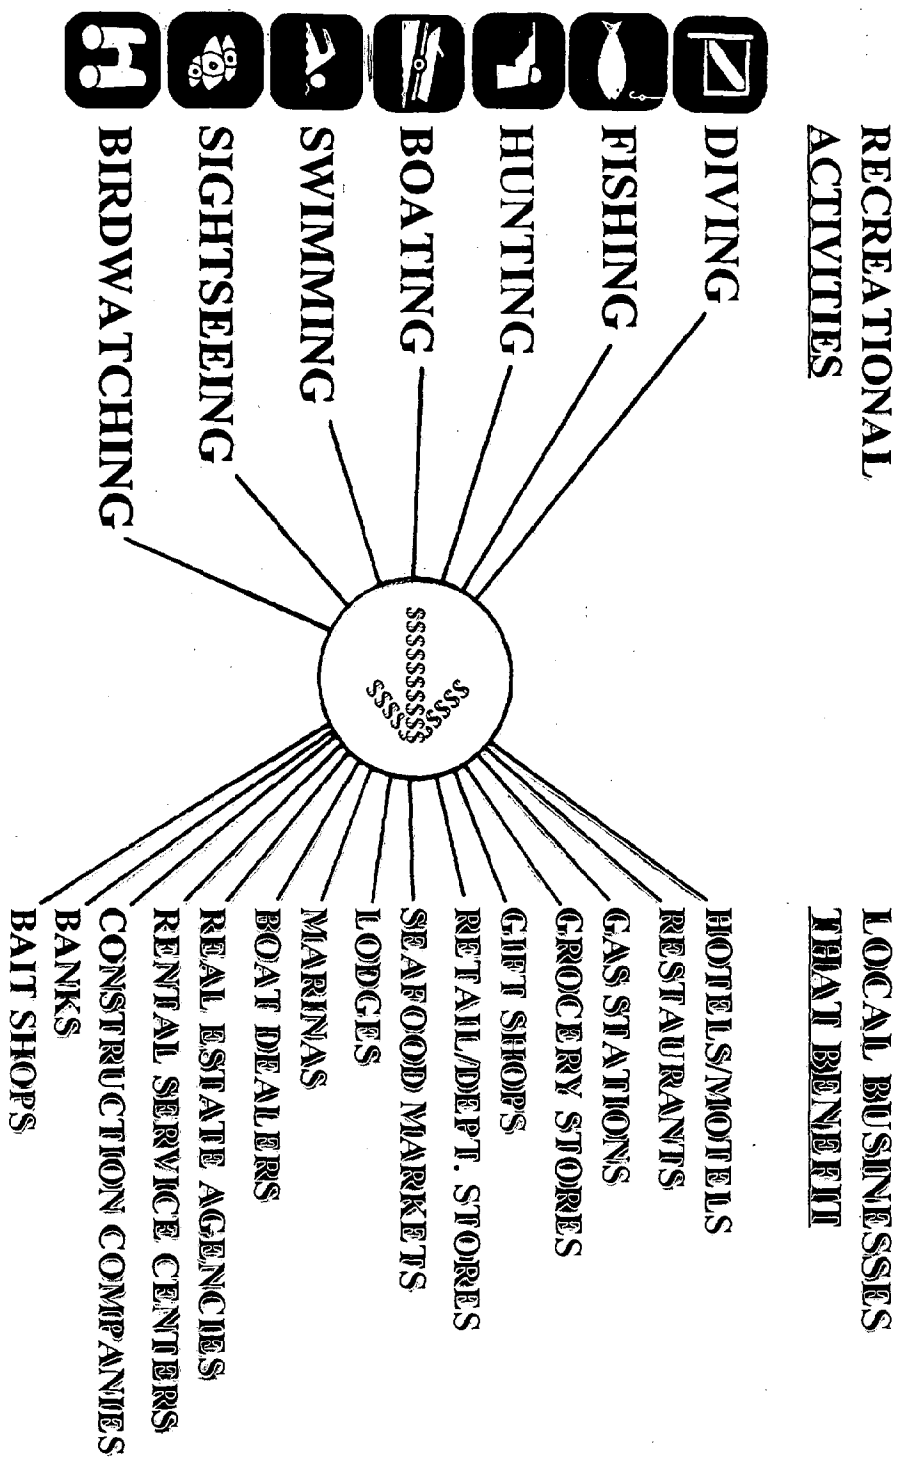 RECREATIONAL
ACTIVITIES
DIVING
FISHING
HUNTING
BOATING
SWIMMING
SIGHTSEEING
BIRDWATCHING
LOCAL BUSINESSES
THAT BENEFIT
HOTELS/MOTELS
RESTAURANTS
GAS STATIONS
GROCERY STORES
GIFT SHOPS
RETAIL/DEPT. STORES
SEAFOOD MARKETS
LODGES
MARINAS
BOAT DEALERS
REAL ESTATE AGENCIES
RENTAL SERVICE CENTERS
CONSTRUCTION COMPANIES
BANKS
BAIT SHOPS